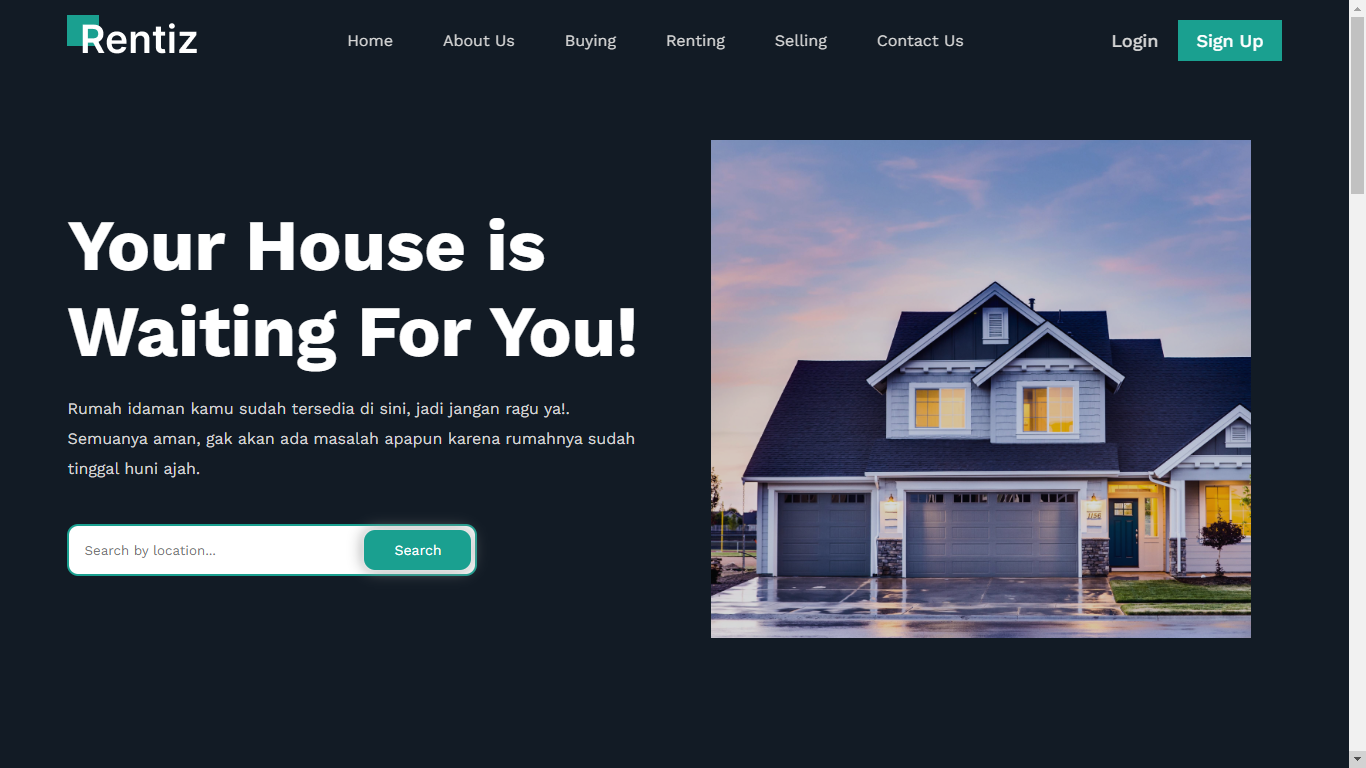 Rentiz
Home
About Us
Buying
Renting
Selling
Contact Us
Login
Sign Up
Your House is
Waiting For You!
Rumah idaman kamu sudah tersedia di sini, jadi jangan ragu ya!.
Semuanya aman, gak akan ada masalah apapun karena rumahnya sudah
tinggal huni ajah.
Search by location...
Search